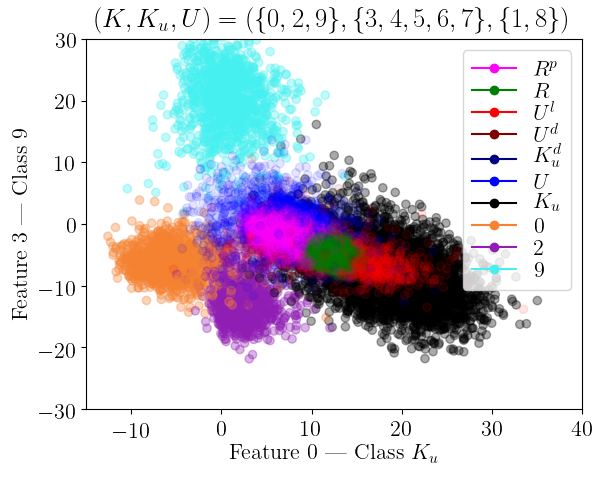 (K, K_u, U) = ({0, 2, 9}, {3, 4, 5, 6, 7}, {1, 8})
30
20
10
0
−10
−20
−30
Feature 3 — Class 9
R^p
R
U^l
U^d
K_u^d
U
K_u
0
2
9
−10
0
10
20
30
40
Feature 0 — Class K_u